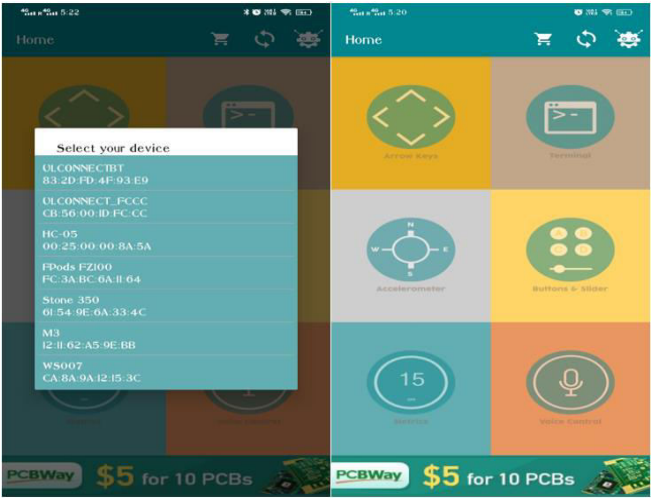 5:22
Home
Select your device
ULCONNECTBT
83:2D:FD:4F:93:E9
ULCONNECT_FCCC
CB:56:00:1D:FC:CC
HC-05
00:25:00:00:8A:5A
FPods FZ100
FC:3A:BC:6A:11:64
Stone 350
61:54:9E:6A:33:4C
M3
12:11:62:A5:9E:BB
WS007
CA:8A:9A:12:15:3C
Voice Control
PCBWay $5 for 10 PCBs
5:20
Home
Arrow Keys
Terminal
N
W E
S
Accelerometer
Buttons & Slider
15
Metrics
Voice Control
PCBWay $5 for 10 PCBs